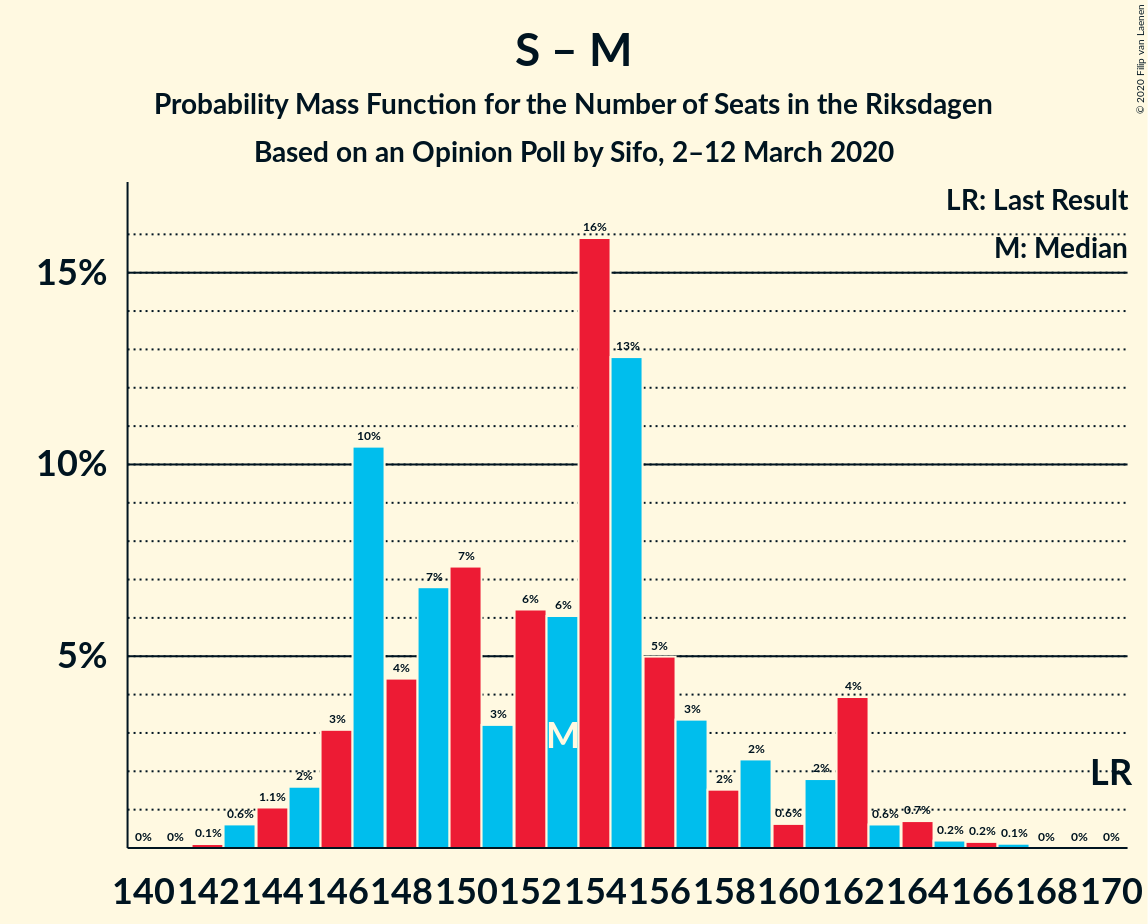 S – M
Probability Mass Function for the Number of Seats in the Riksdagen
Based on an Opinion Poll by Sifo, 2–12 March 2020
© 2020 Filip van Laenen
LR: Last Result
M: Median
15%
10%
5%
0% 0% 0.1% 0.6% 1.1% 2% 3% 10% 4% 7% 7% 3% 6% 6% 16% 13% 5% 3% 2% 2% 0.6% 2% 4% 0.6% 0.7% 0.2% 0.2% 0.1% 0% 0% 0%
M
LR
140 142 144 146 148 150 152 154 156 158 160 162 164 166 168 170